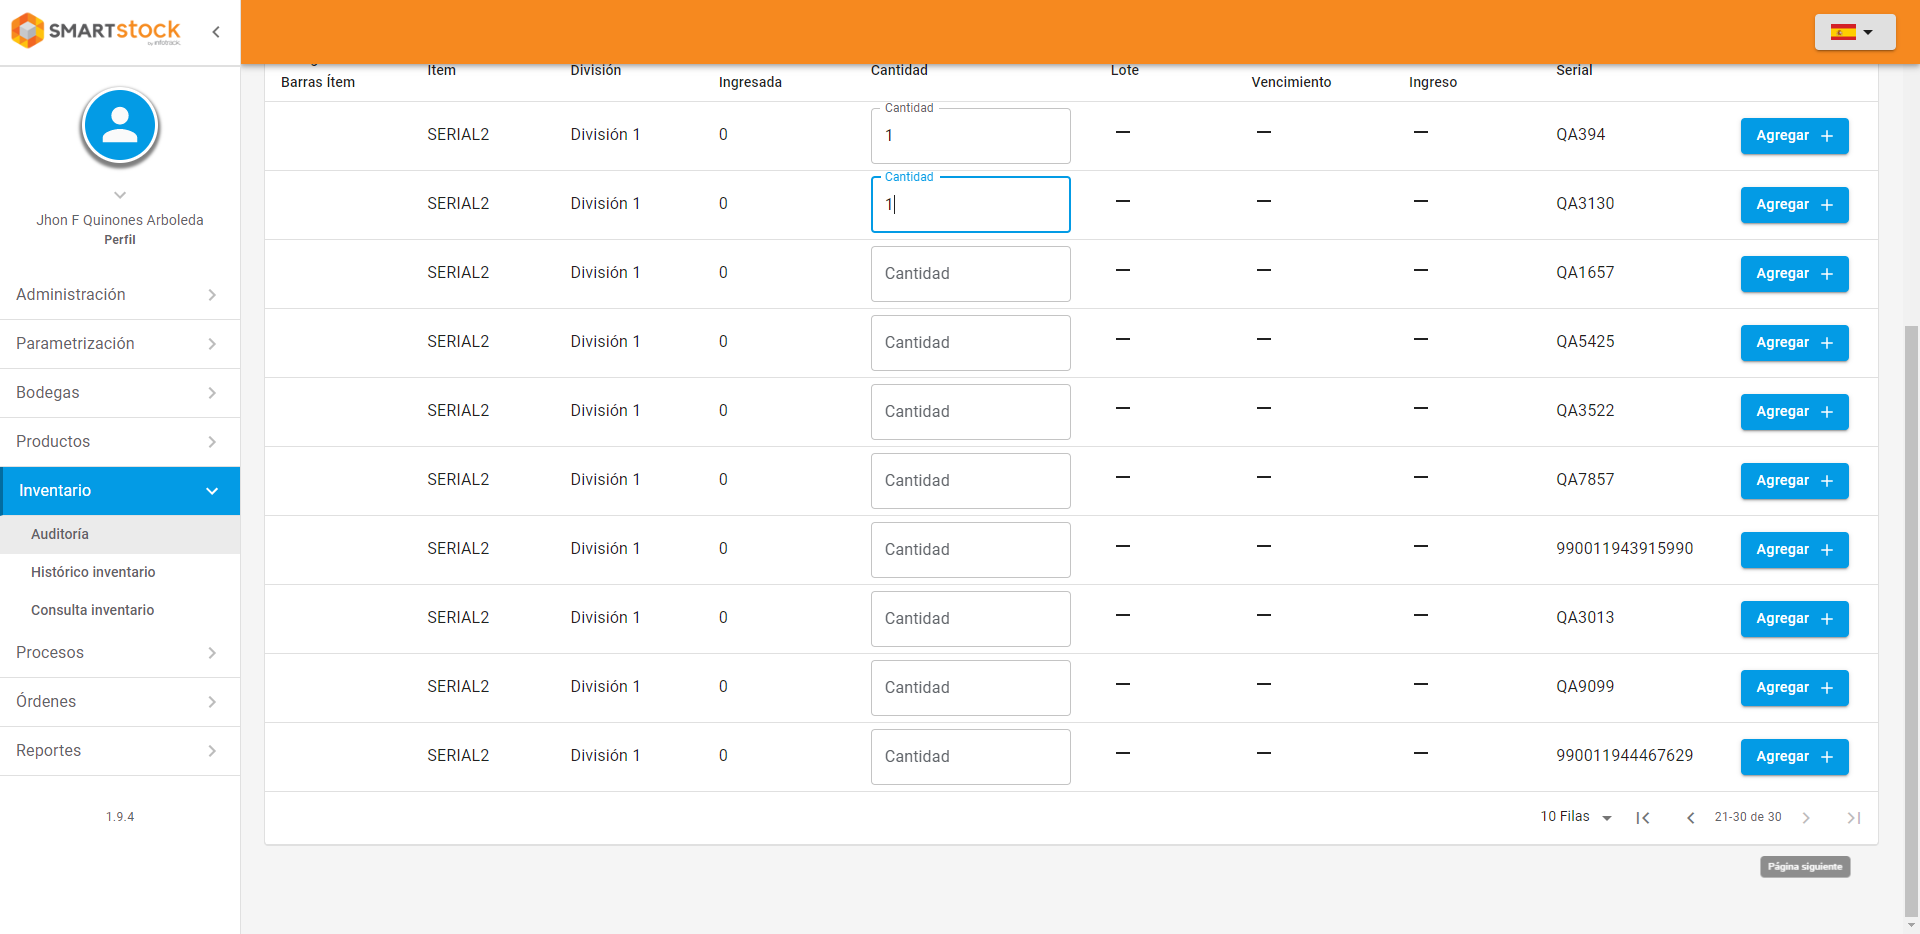 SMARTstock
by infotrack
Jhon F Quinones Arboleda
Perfil
Administración
Parametrización
Bodegas
Productos
Inventario
Auditoría
Histórico inventario
Consulta inventario
Procesos
Órdenes
Reportes
1.9.4
Barras Ítem Item División Ingresada Cantidad Lote Vencimiento Ingreso Serial
SERIAL2 División 1 0 Cantidad 1 — — — QA394 Agregar +
SERIAL2 División 1 0 Cantidad 1 — — — QA3130 Agregar +
SERIAL2 División 1 0 Cantidad — — — QA1657 Agregar +
SERIAL2 División 1 0 Cantidad — — — QA5425 Agregar +
SERIAL2 División 1 0 Cantidad — — — QA3522 Agregar +
SERIAL2 División 1 0 Cantidad — — — QA7857 Agregar +
SERIAL2 División 1 0 Cantidad — — — 990011943915990 Agregar +
SERIAL2 División 1 0 Cantidad — — — QA3013 Agregar +
SERIAL2 División 1 0 Cantidad — — — QA9099 Agregar +
SERIAL2 División 1 0 Cantidad — — — 990011944467629 Agregar +
10 Filas 21-30 de 30
Página siguiente